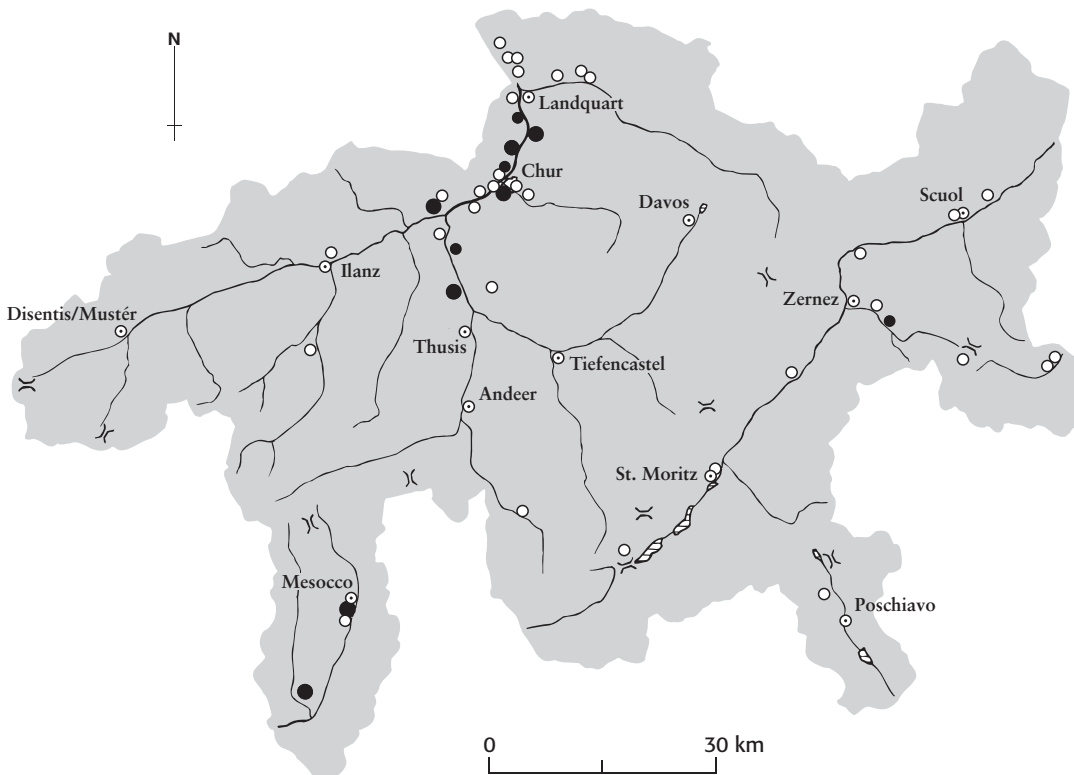 N
Landquart
Chur
Davos
Scuol
Ilanz
Zernez
Disentis/Mustér
Thusis
Tiefencastel
Andeer
St. Moritz
Mesocco
Poschiavo
0
30 km